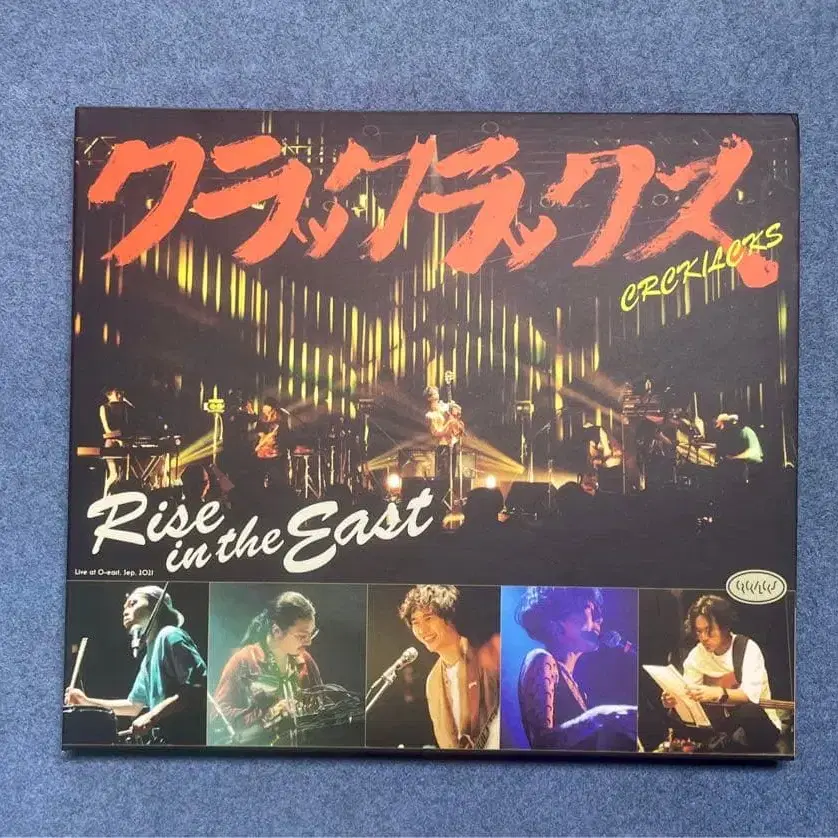 クラックラックス
CRCK/LCKS
Rise
in the East
Live at O-east, Sep. 2021